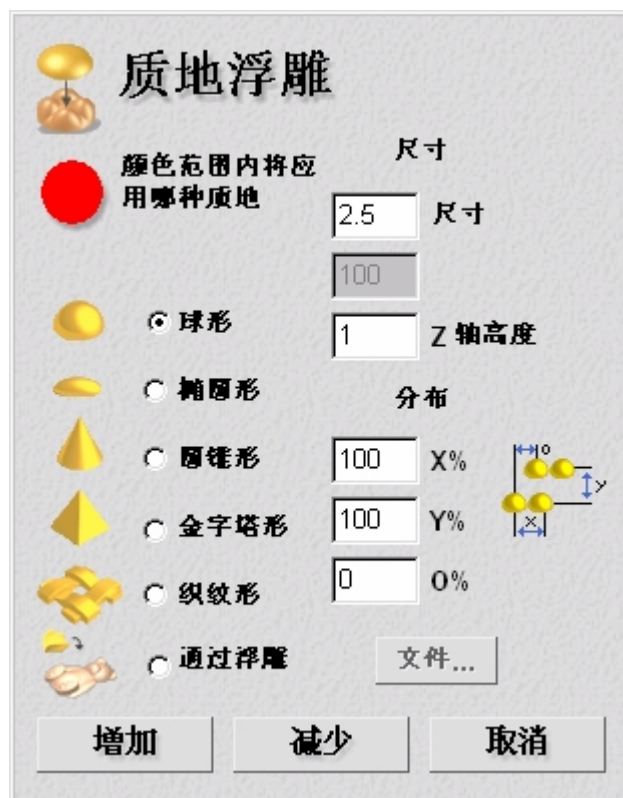 质地浮雕
颜色范围内将应
用哪种质地
尺寸
2.5 尺寸
100
1 Z 轴高度
球形
椭圆形
圆锥形
金字塔形
织纹形
通过浮雕
分布
100 X%
100 Y%
0 O%
o
y
x
文件...
增加 减少 取消